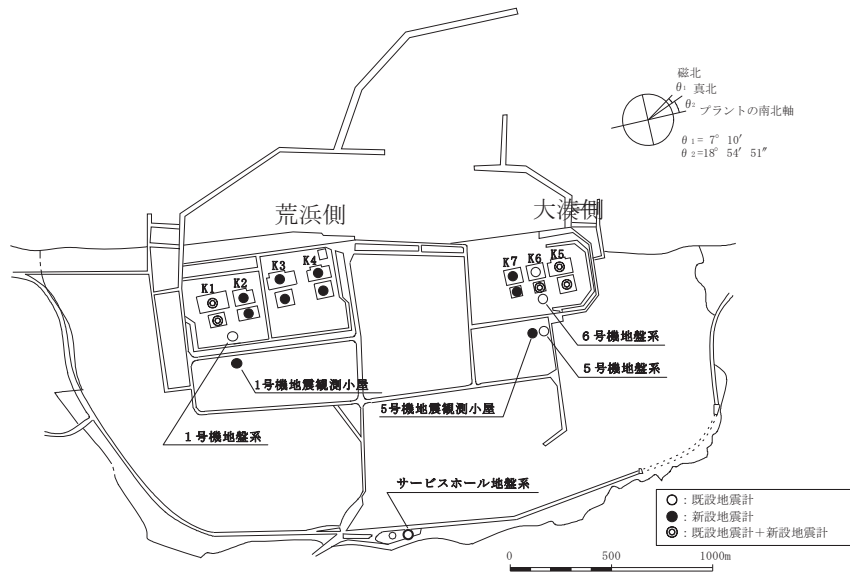 磁北
θ₁ 真北
θ₂ プラントの南北軸
θ₁= 7° 10′
θ₂=18° 54′ 51″
荒浜側
大湊側
K1
K2
K3
K4
K7
K6
K5
6号機地盤系
5号機地盤系
1号機地震観測小屋
5号機地震観測小屋
1号機地盤系
サービスホール地盤系
○：既設地震計
●：新設地震計
◎：既設地震計＋新設地震計
0 500 1000m